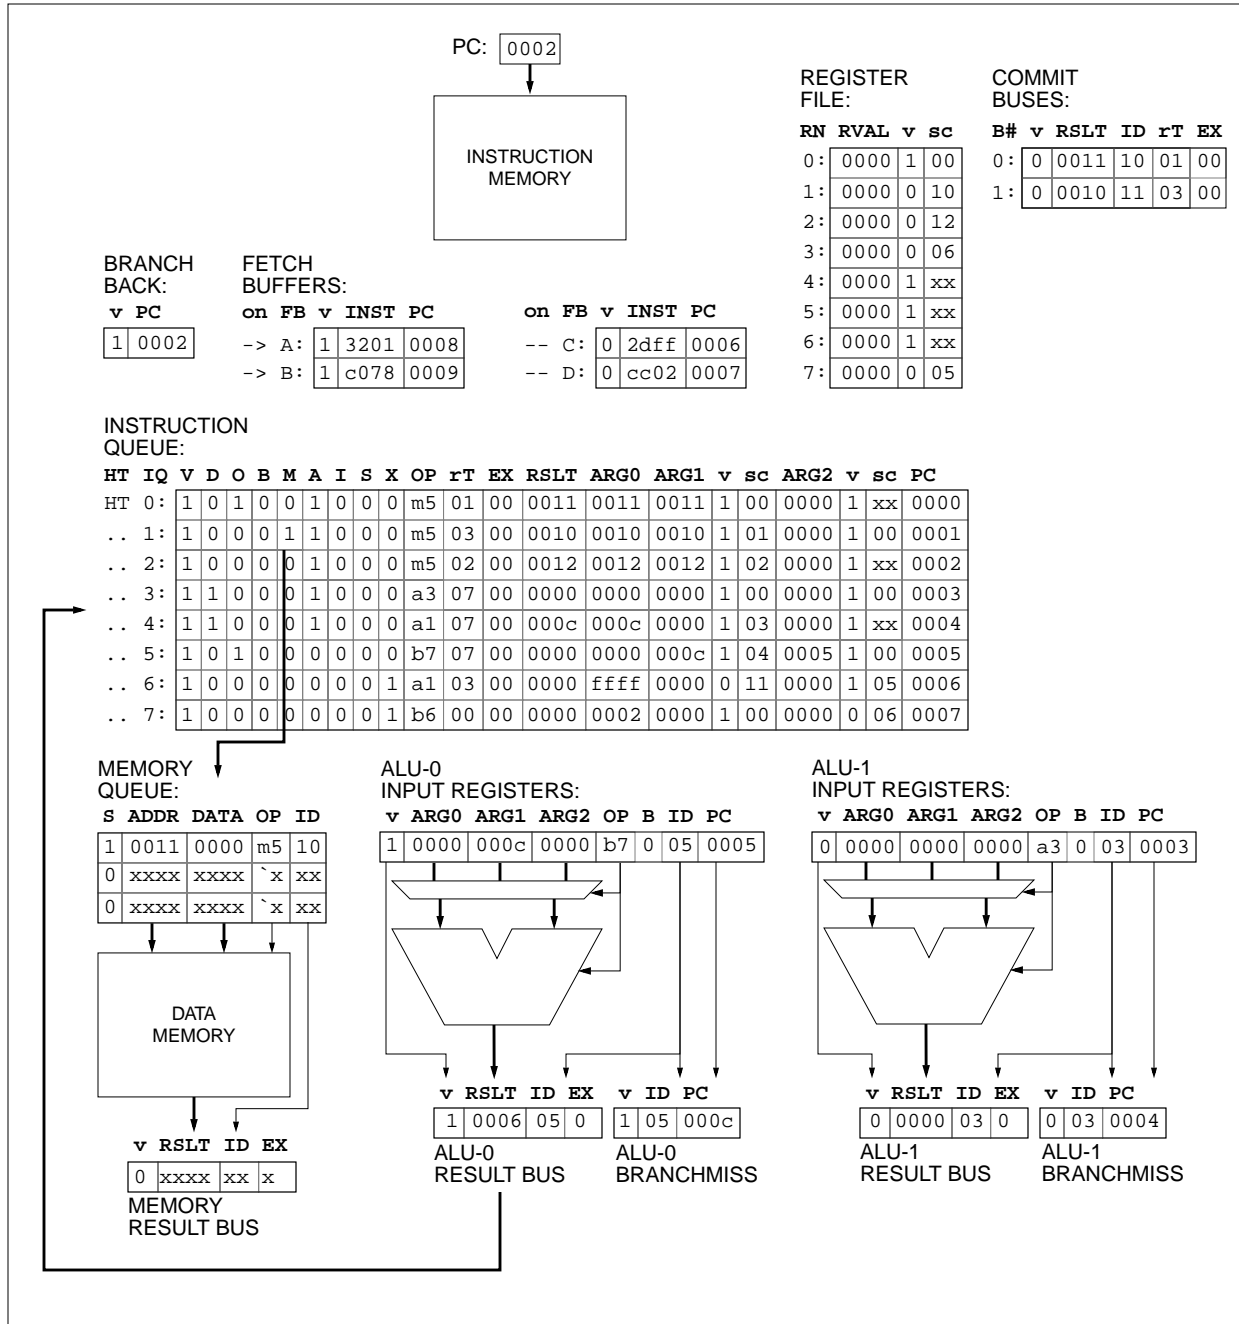 PC: 0002
INSTRUCTION
MEMORY
REGISTER
FILE:
RN RVAL v sc
0: 0000 1 00
1: 0000 0 10
2: 0000 0 12
3: 0000 0 06
4: 0000 1 xx
5: 0000 1 xx
6: 0000 1 xx
7: 0000 0 05
COMMIT
BUSES:
B# v RSLT ID rT EX
0: 0 0011 10 01 00
1: 0 0010 11 03 00
BRANCH
BACK:
v PC
1 0002
FETCH
BUFFERS:
on FB v INST PC
-> A: 1 3201 0008
-> B: 1 c078 0009
on FB v INST PC
-- C: 0 2dff 0006
-- D: 0 cc02 0007
INSTRUCTION
QUEUE:
HT IQ V D O B M A I S X OP rT EX RSLT ARG0 ARG1 v sc ARG2 v sc PC
HT 0: 1 0 1 0 0 1 0 0 0 m5 01 00 0011 0011 0011 1 00 0000 1 xx 0000
.. 1: 1 0 0 0 1 1 0 0 0 m5 03 00 0010 0010 0010 1 01 0000 1 00 0001
.. 2: 1 0 0 0 0 1 0 0 0 m5 02 00 0012 0012 0012 1 02 0000 1 xx 0002
.. 3: 1 1 0 0 0 1 0 0 0 a3 07 00 0000 0000 0000 1 00 0000 1 00 0003
.. 4: 1 1 0 0 0 1 0 0 0 a1 07 00 000c 000c 0000 1 03 0000 1 xx 0004
.. 5: 1 0 1 0 0 0 0 0 0 b7 07 00 0000 0000 000c 1 04 0005 1 00 0005
.. 6: 1 0 0 0 0 0 0 0 1 a1 03 00 0000 ffff 0000 0 11 0000 1 05 0006
.. 7: 1 0 0 0 0 0 0 0 1 b6 00 00 0000 0002 0000 1 00 0000 0 06 0007
MEMORY
QUEUE:
S ADDR DATA OP ID
1 0011 0000 m5 10
0 xxxx xxxx `x xx
0 xxxx xxxx `x xx
DATA
MEMORY
v RSLT ID EX
0 xxxx xx x
MEMORY
RESULT BUS
ALU-0
INPUT REGISTERS:
v ARG0 ARG1 ARG2 OP B ID PC
1 0000 000c 0000 b7 0 05 0005
v RSLT ID EX
1 0006 05 0
ALU-0
RESULT BUS
v ID PC
1 05 000c
ALU-0
BRANCHMISS
ALU-1
INPUT REGISTERS:
v ARG0 ARG1 ARG2 OP B ID PC
0 0000 0000 0000 a3 0 03 0003
v RSLT ID EX
0 0000 03 0
ALU-1
RESULT BUS
v ID PC
0 03 0004
ALU-1
BRANCHMISS